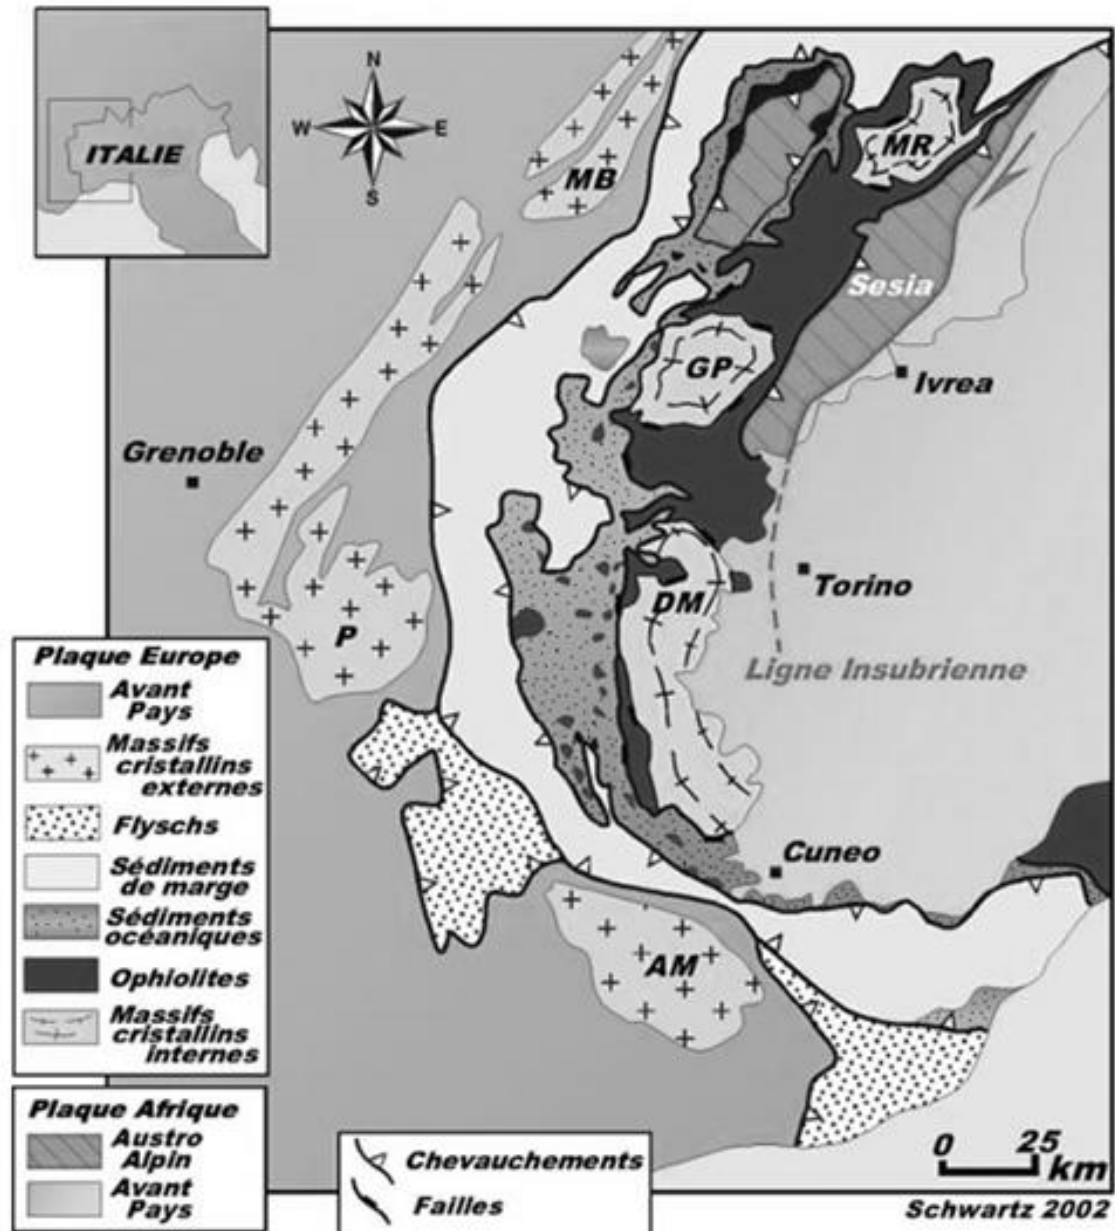 ITALIE
N
W
E
S
MB
MR
Sesia
GP
Ivrea
Grenoble
Torino
DM
P
Ligne Insubrienne
Cuneo
AM
Plaque Europe
Avant
Pays
Massifs
cristallins
externes
Flyschs
Sédiments
de marge
Sédiments
océaniques
Ophiolites
Massifs
cristallins
internes
Plaque Afrique
Austro
Alpin
Avant
Pays
Chevauchements
Failles
0 25
km
Schwartz 2002